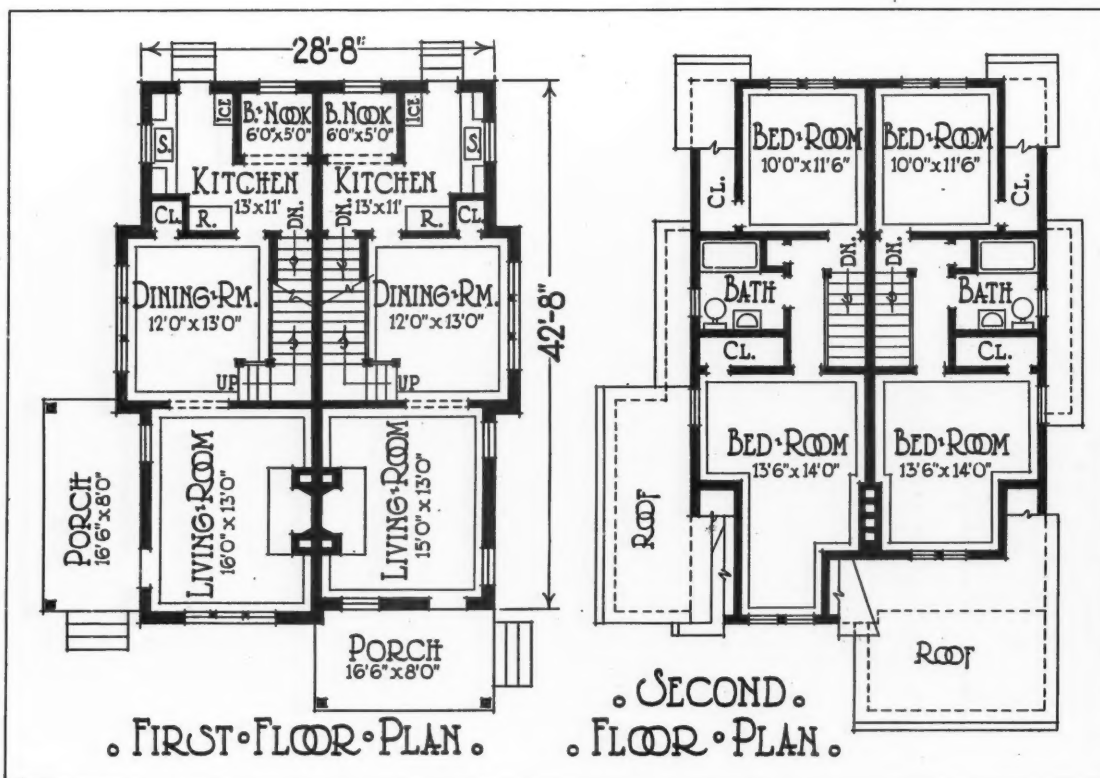 28'-8"
B. NOOK
6'0"x5'0"
B. NOOK
6'0"x5'0"
ICE
ICE
S.
S.
KITCHEN
13'x11'
KITCHEN
13'x11'
DN.
DN.
CL.
R.
R.
CL.
DINING-RM.
12'0"x13'0"
DINING-RM.
12'0"x13'0"
42'-8"
UP
UP
PORCH
16'6"x8'0"
LIVING-ROOM
16'0"x13'0"
LIVING-ROOM
15'0"x13'0"
PORCH
16'6"x8'0"
FIRST FLOOR PLAN
BED-ROOM
10'0"x11'6"
BED-ROOM
10'0"x11'6"
CL.
CL.
DN.
DN.
BATH
BATH
CL.
CL.
BED-ROOM
13'6"x14'0"
BED-ROOM
13'6"x14'0"
ROOF
ROOF
SECOND
FLOOR PLAN